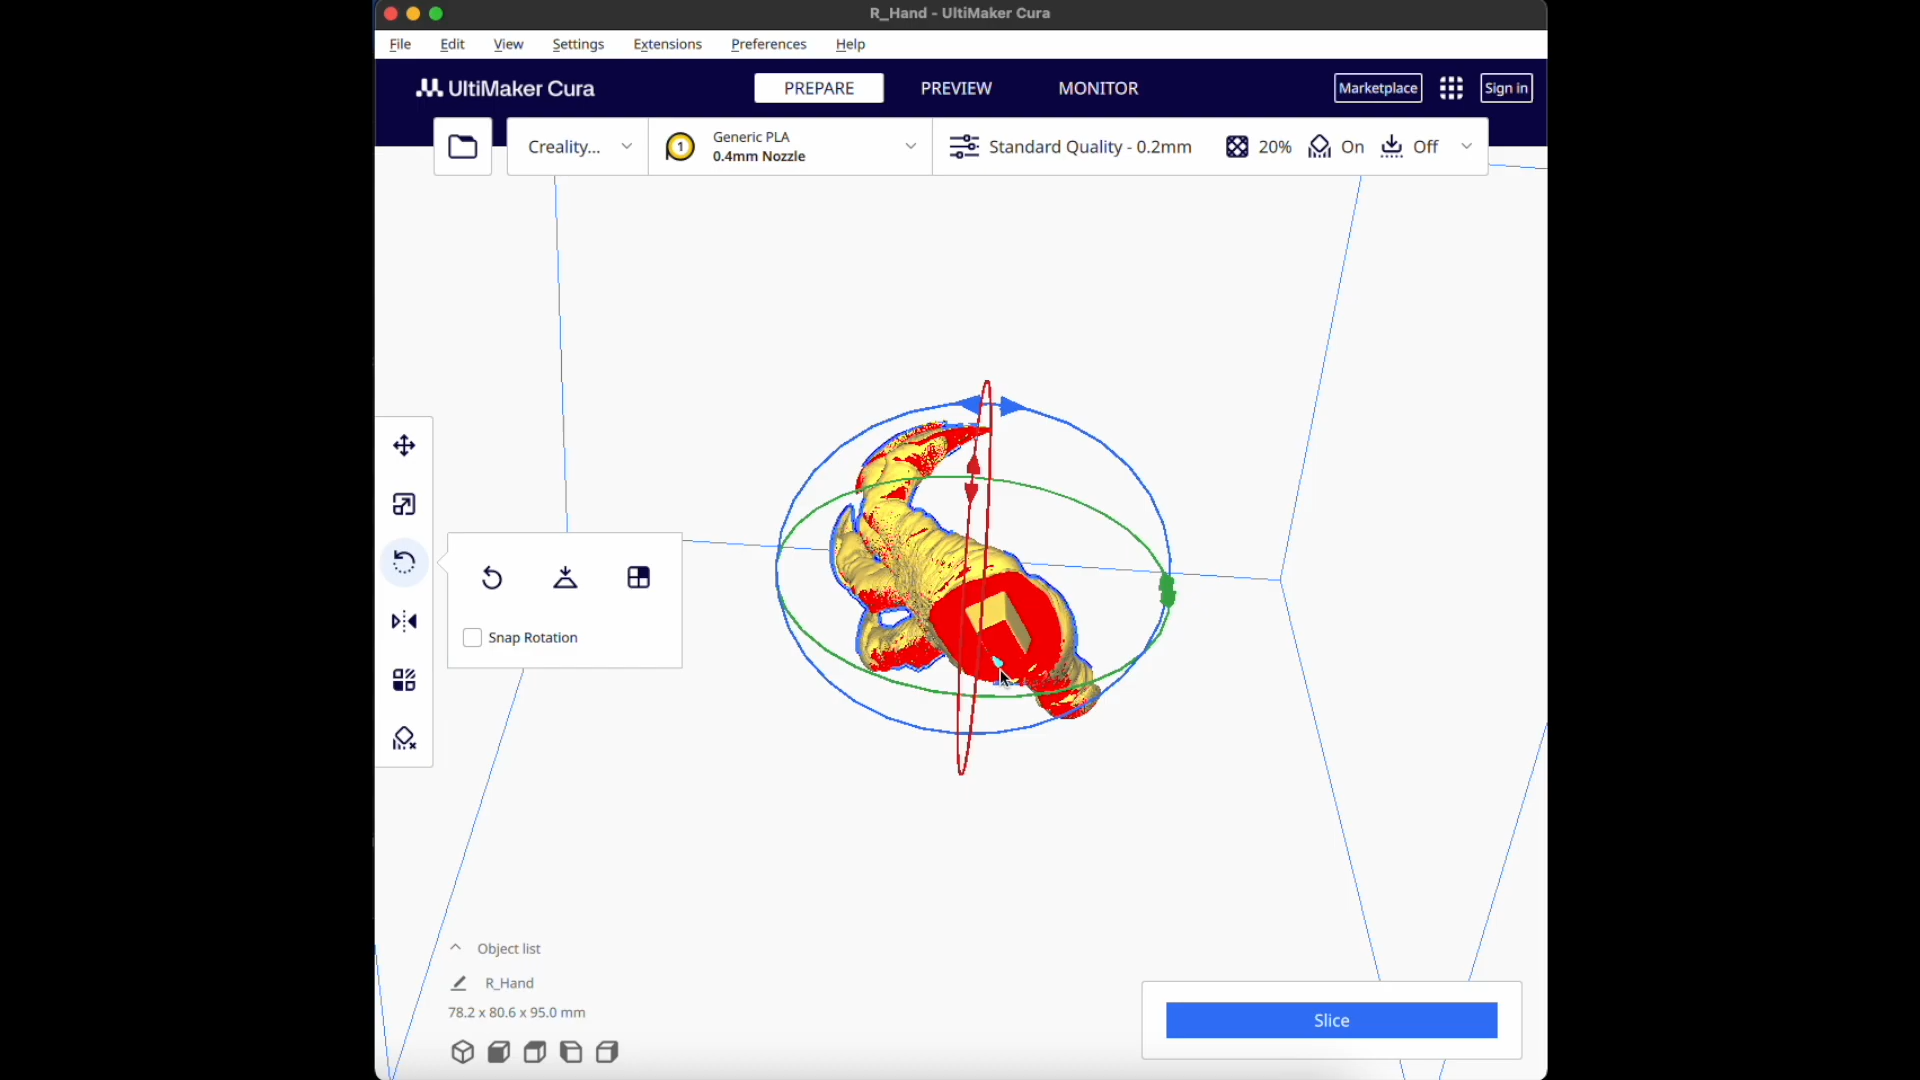 R_Hand - UltiMaker Cura
File Edit View Settings Extensions Preferences Help
UltiMaker Cura PREPARE PREVIEW MONITOR Marketplace Sign in
Creality... 1 Generic PLA
0.4mm Nozzle
Standard Quality - 0.2mm 20% On Off
Snap Rotation
Object list
R_Hand
78.2 x 80.6 x 95.0 mm
Slice